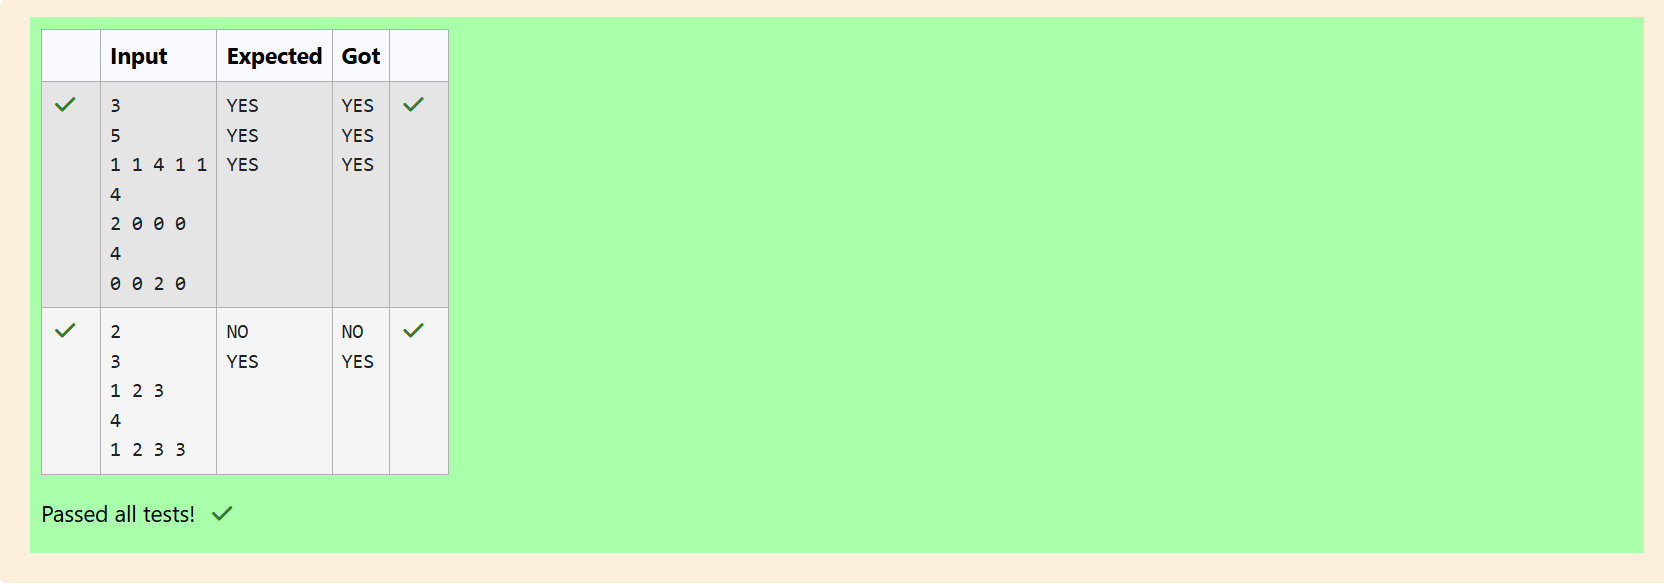 Input Expected Got
3 YES YES
5 YES YES
1 1 4 1 1 YES YES
4
2 0 0 0
4
0 0 2 0
2 NO NO
3 YES YES
1 2 3
4
1 2 3 3
Passed all tests!